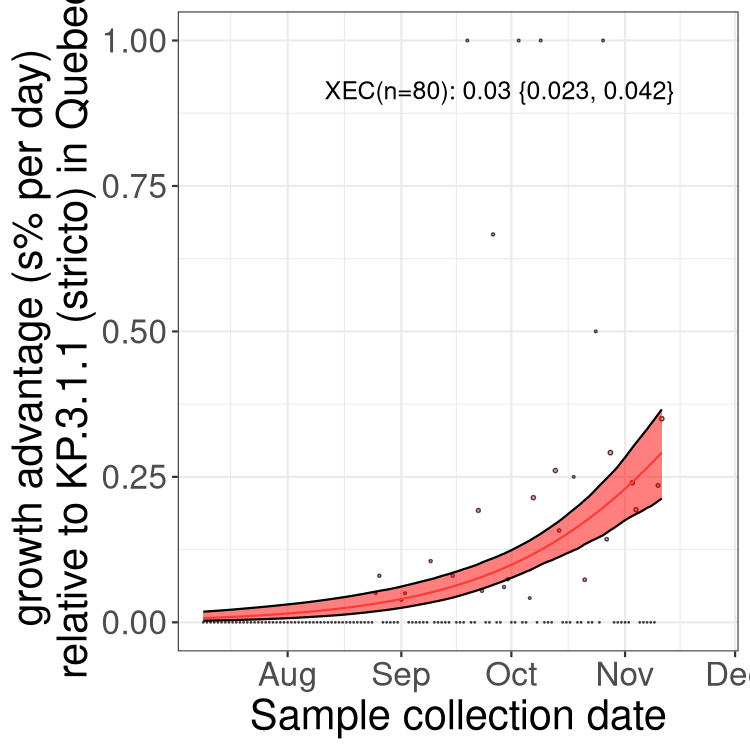 growth advantage (s% per day)
relative to KP.3.1.1 (stricto) in Quebec
1.00
XEC(n=80): 0.03 {0.023, 0.042}
0.75
0.50
0.25
0.00
Aug Sep Oct Nov De
Sample collection date